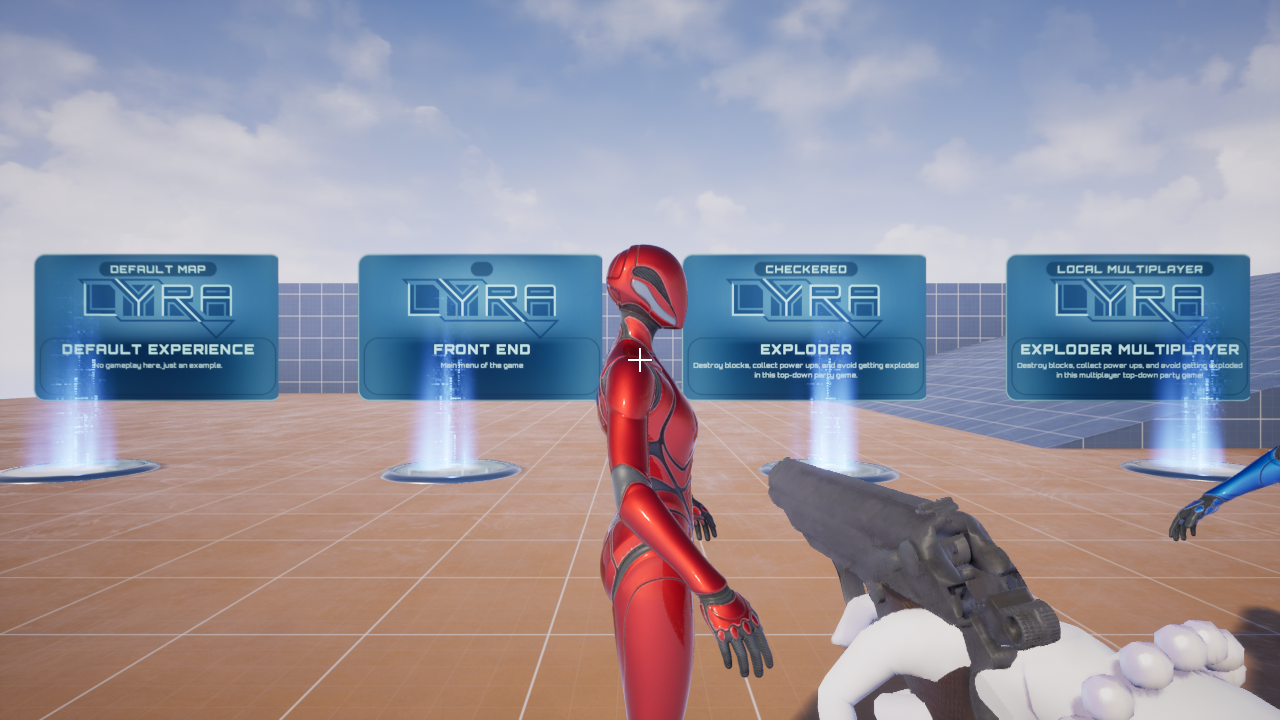 DEFAULT MAP
LYRA
DEFAULT EXPERIENCE
No gameplay here, just an example.
LYRA
FRONT END
Main menu of the game
CHECKERED
LYRA
EXPLODER
Destroy blocks, collect power ups, and avoid getting exploded
in this top-down party game.
LOCAL MULTIPLAYER
LYRA
EXPLODER MULTIPLAYER
Destroy blocks, collect power ups, and avoid getting exploded
in this multiplayer top-down party game!